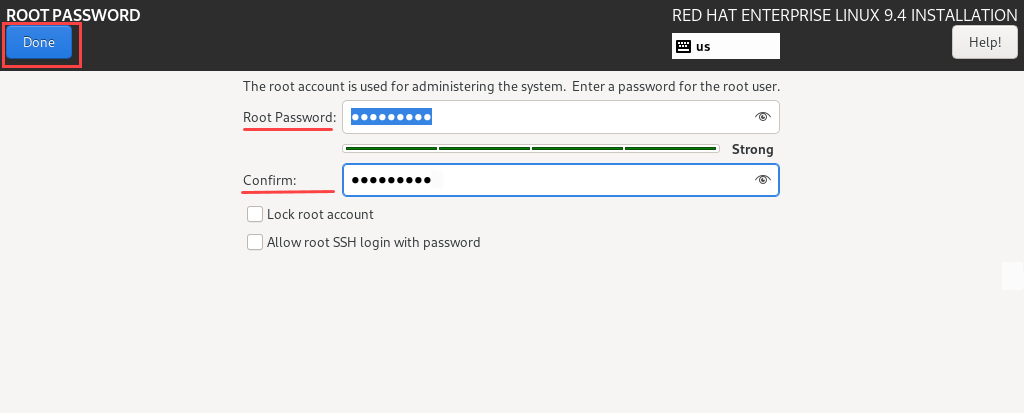 ROOT PASSWORD
RED HAT ENTERPRISE LINUX 9.4 INSTALLATION
Done
us
Help!
The root account is used for administering the system. Enter a password for the root user.
Root Password: ●●●●●●●●●
Strong
Confirm: ●●●●●●●●●
Lock root account
Allow root SSH login with password